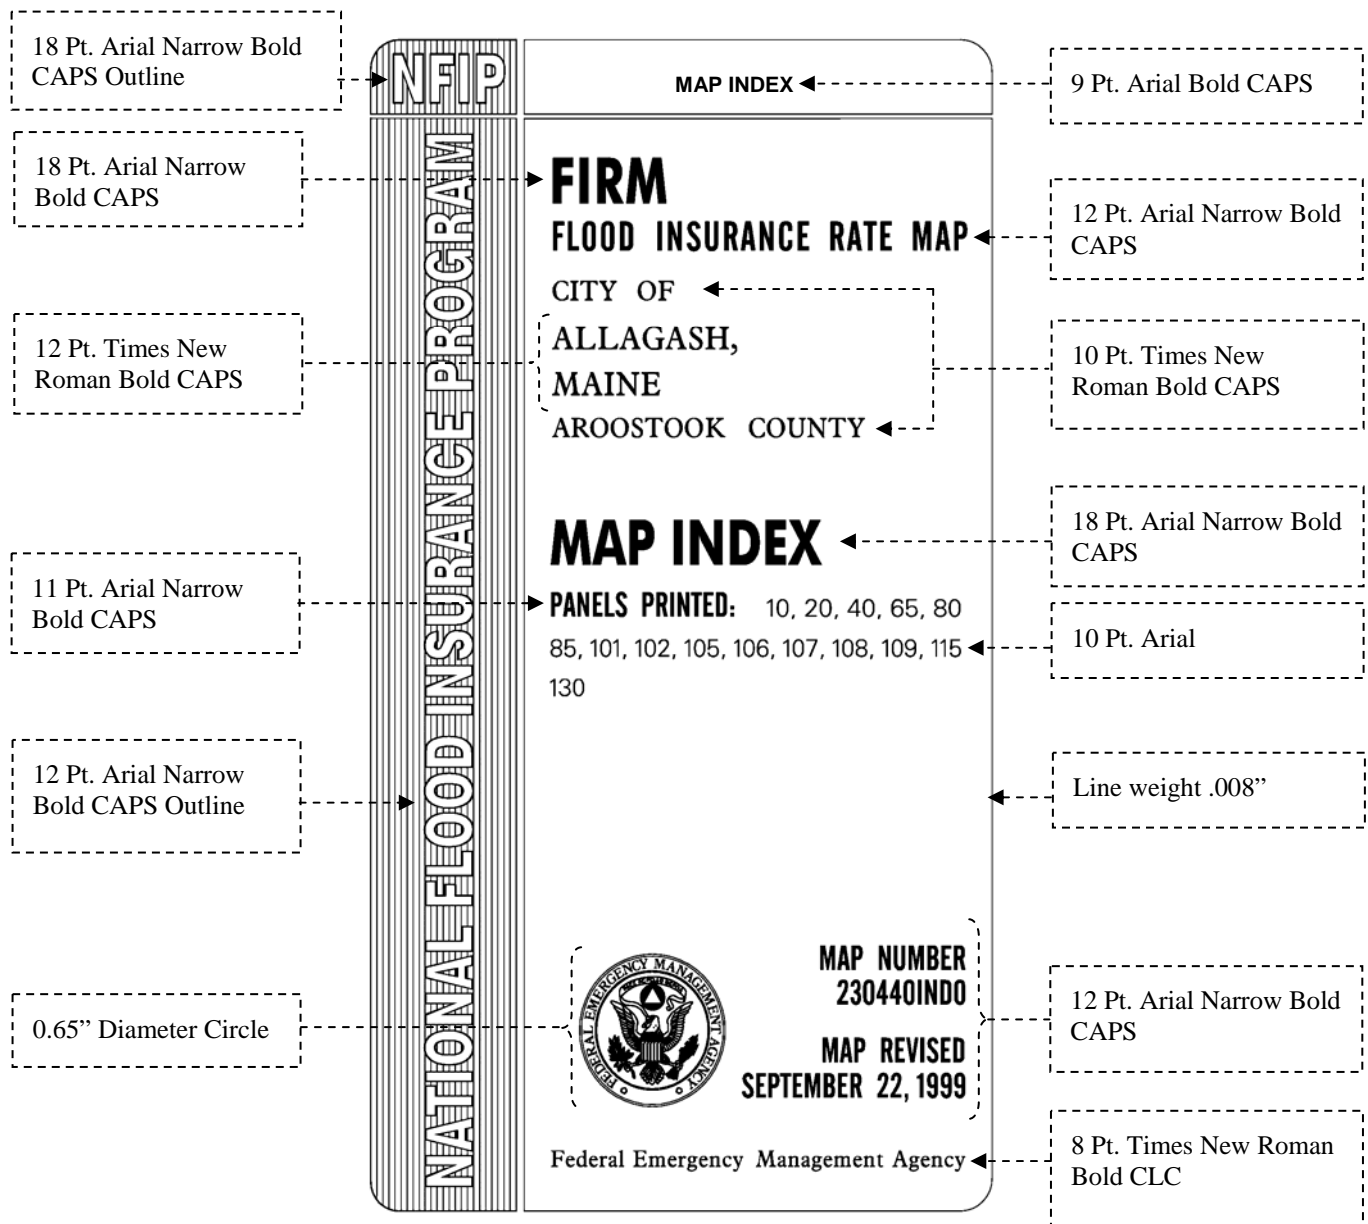 18 Pt. Arial Narrow Bold
CAPS Outline
18 Pt. Arial Narrow
Bold CAPS
12 Pt. Times New
Roman Bold CAPS
11 Pt. Arial Narrow
Bold CAPS
12 Pt. Arial Narrow
Bold CAPS Outline
0.65” Diameter Circle
NFIP
NATIONAL FLOOD INSURANCE PROGRAM
MAP INDEX
FIRM
FLOOD INSURANCE RATE MAP
CITY OF
ALLAGASH,
MAINE
AROOSTOOK COUNTY
MAP INDEX
PANELS PRINTED: 10, 20, 40, 65, 80
85, 101, 102, 105, 106, 107, 108, 109, 115
130
FEDERAL EMERGENCY MANAGEMENT AGENCY
MAP NUMBER
230440IND0
MAP REVISED
SEPTEMBER 22, 1999
Federal Emergency Management Agency
9 Pt. Arial Bold CAPS
12 Pt. Arial Narrow Bold
CAPS
10 Pt. Times New
Roman Bold CAPS
18 Pt. Arial Narrow Bold
CAPS
10 Pt. Arial
Line weight .008”
12 Pt. Arial Narrow Bold
CAPS
8 Pt. Times New Roman
Bold CLC